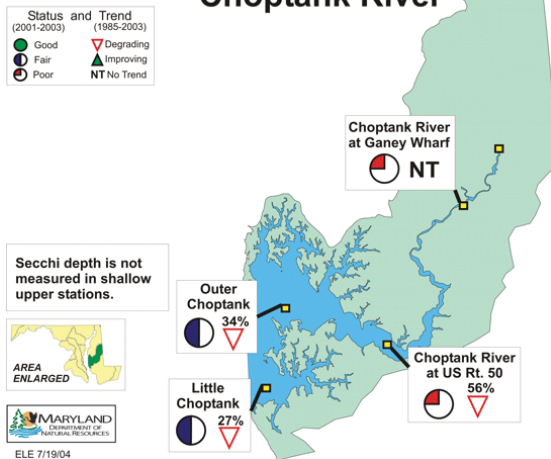 Choptank River
Status and Trend
(2001-2003) (1985-2003)
Good
Degrading
Fair
Improving
Poor
NT No Trend
Choptank River
at Ganey Wharf
NT
Secchi depth is not
measured in shallow
upper stations.
Outer
Choptank
34%
AREA
ENLARGED
Choptank River
at US Rt. 50
56%
Little
Choptank
27%
MARYLAND
DEPARTMENT OF
NATURAL RESOURCES
ELE 7/19/04